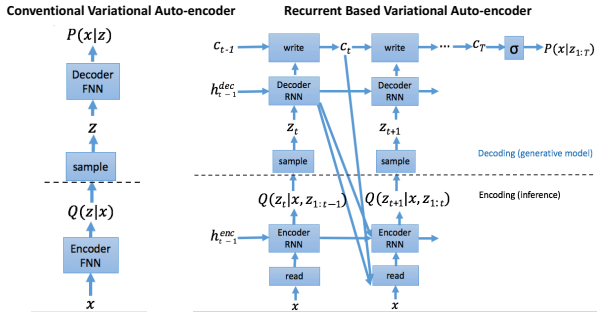 Conventional Variational Auto-encoder
P(x|z)
Decoder
FNN
z
sample
Q(z|x)
Encoder
FNN
x
Recurrent Based Variational Auto-encoder
c_{t-1} write c_t write ... c_T σ P(x|z_{1:T})
h_{t-1}^{dec} Decoder RNN Decoder RNN
z_t z_{t+1}
sample sample
Decoding (generative model)
Q(z_t|x, z_{1:t-1}) Q(z_{t+1}|x, z_{1:t})
Encoding (inference)
h_{t-1}^{enc} Encoder RNN Encoder RNN
read read
x x